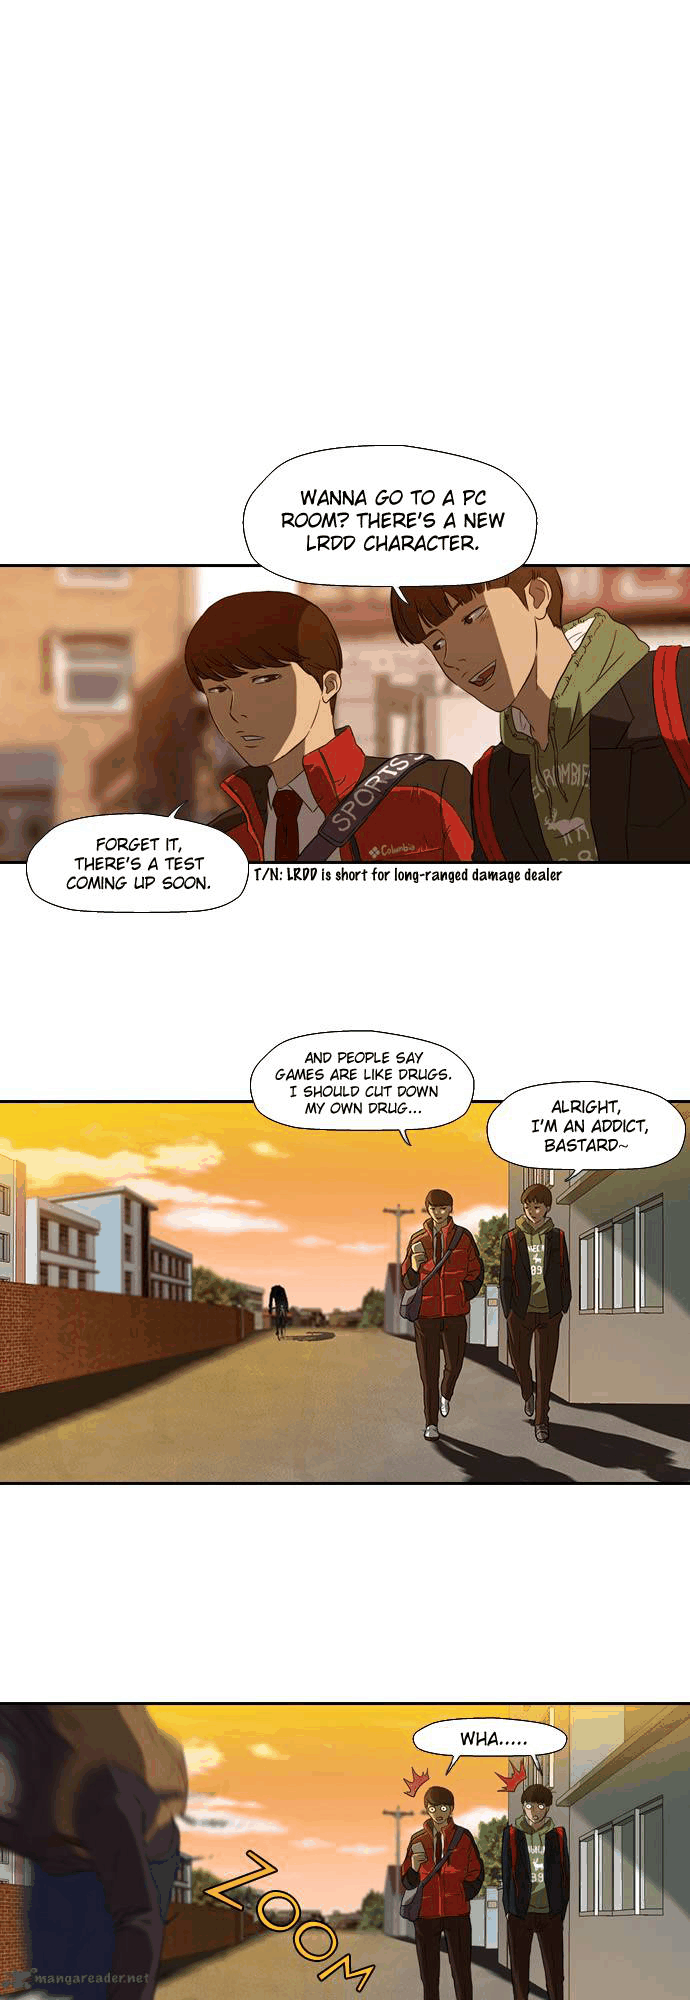 WANNA GO TO A PC
ROOM? THERE'S A NEW
LRDD CHARACTER.
SPORTS
Columbia
FORGET IT,
THERE'S A TEST
COMING UP SOON.
T/N: LRDD is short for long-ranged damage dealer
AND PEOPLE SAY
GAMES ARE LIKE DRUGS.
I SHOULD CUT DOWN
MY OWN DRUG...
ALRIGHT,
I'M AN ADDICT,
BASTARD~
89
WHA.....
ZOOM
mangareader.net